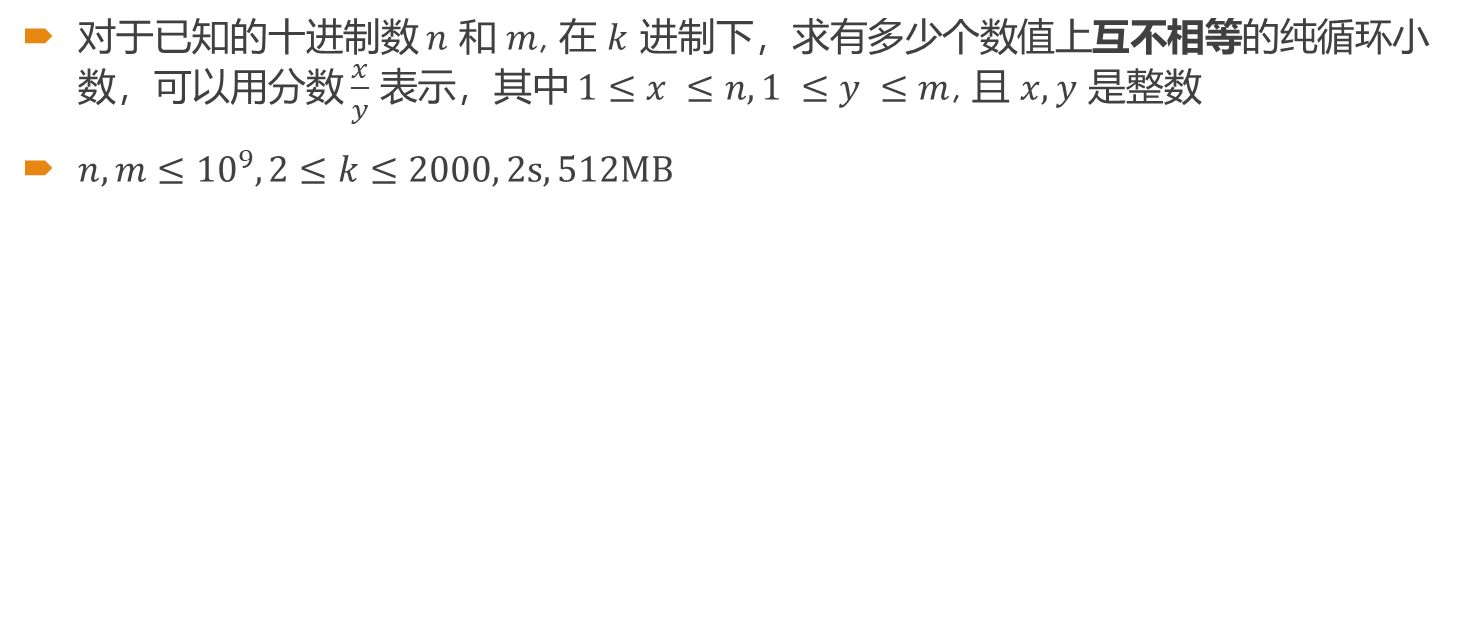 对于已知的十进制数 n 和 m, 在 k 进制下，求有多少个数值上互不相等的纯循环小
数，可以用分数 x/y 表示，其中 1 ≤ x ≤ n, 1 ≤ y ≤ m, 且 x, y 是整数
n, m ≤ 10⁹, 2 ≤ k ≤ 2000, 2s, 512MB